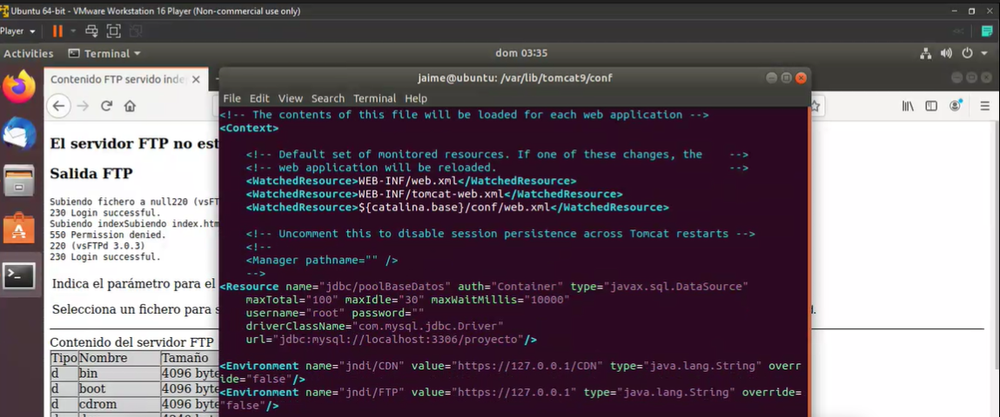 Ubuntu 64-bit - VMware Workstation 16 Player (Non-commercial use only)
Player
Activities
Terminal
dom 03:35
Contenido FTP servido inde
jaime@ubuntu: /var/lib/tomcat9/conf
File Edit View Search Terminal Help
El servidor FTP no est
Salida FTP
Subiendo fichero a null220 (vsFT
230 Login successful.
Subiendo indexSubiendo index.htm
550 Permission denied.
220 (vsFTPd 3.0.3)
230 Login successful.
Indica el parámetro para el
Selecciona un fichero para s
d.
Contenido del servidor FTP
Tipo Nombre Tamaño
d bin 4096 byte
d boot 4096 byte
d cdrom 4096 byte
<!-- The contents of this file will be loaded for each web application -->
<Context>
<!-- Default set of monitored resources. If one of these changes, the -->
<!-- web application will be reloaded. -->
<WatchedResource>WEB-INF/web.xml</WatchedResource>
<WatchedResource>WEB-INF/tomcat-web.xml</WatchedResource>
<WatchedResource>${catalina.base}/conf/web.xml</WatchedResource>
<!-- Uncomment this to disable session persistence across Tomcat restarts -->
<!--
<Manager pathname="" />
-->
<Resource name="jdbc/poolBaseDatos" auth="Container" type="javax.sql.DataSource"
maxTotal="100" maxIdle="30" maxWaitMillis="10000"
username="root" password=""
driverClassName="com.mysql.jdbc.Driver"
url="jdbc:mysql://localhost:3306/proyecto"/>
<Environment name="jndi/CDN" value="https://127.0.0.1/CDN" type="java.lang.String" overr
ide="false"/>
<Environment name="jndi/FTP" value="https://127.0.0.1" type="java.lang.String" override=
"false"/>